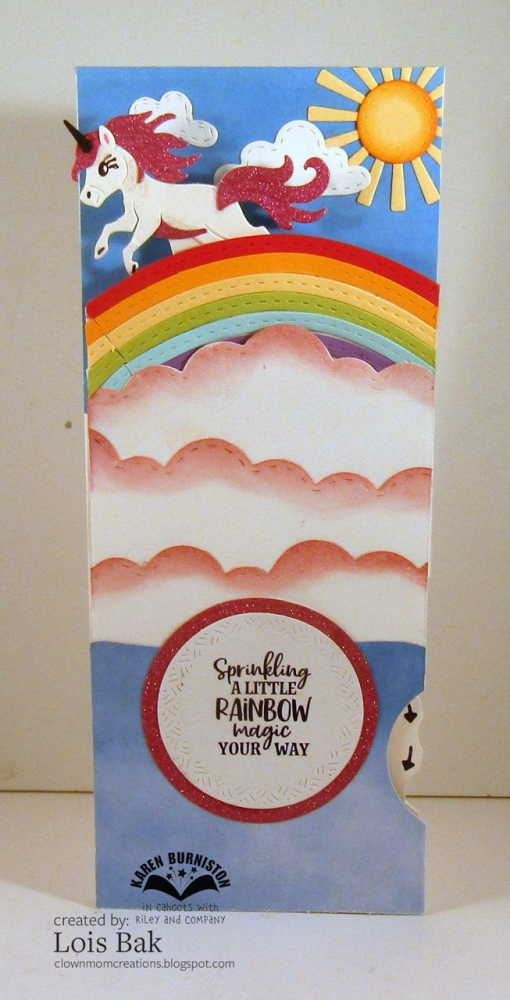 Sprinkling
A LITTLE
RAiNBOW
magic
YOUR WAY
KAREN BURNISTON
in cahoots with
RiLEY AND COMPANY
created by:
Lois Bak
clownmomcreations.blogspot.com